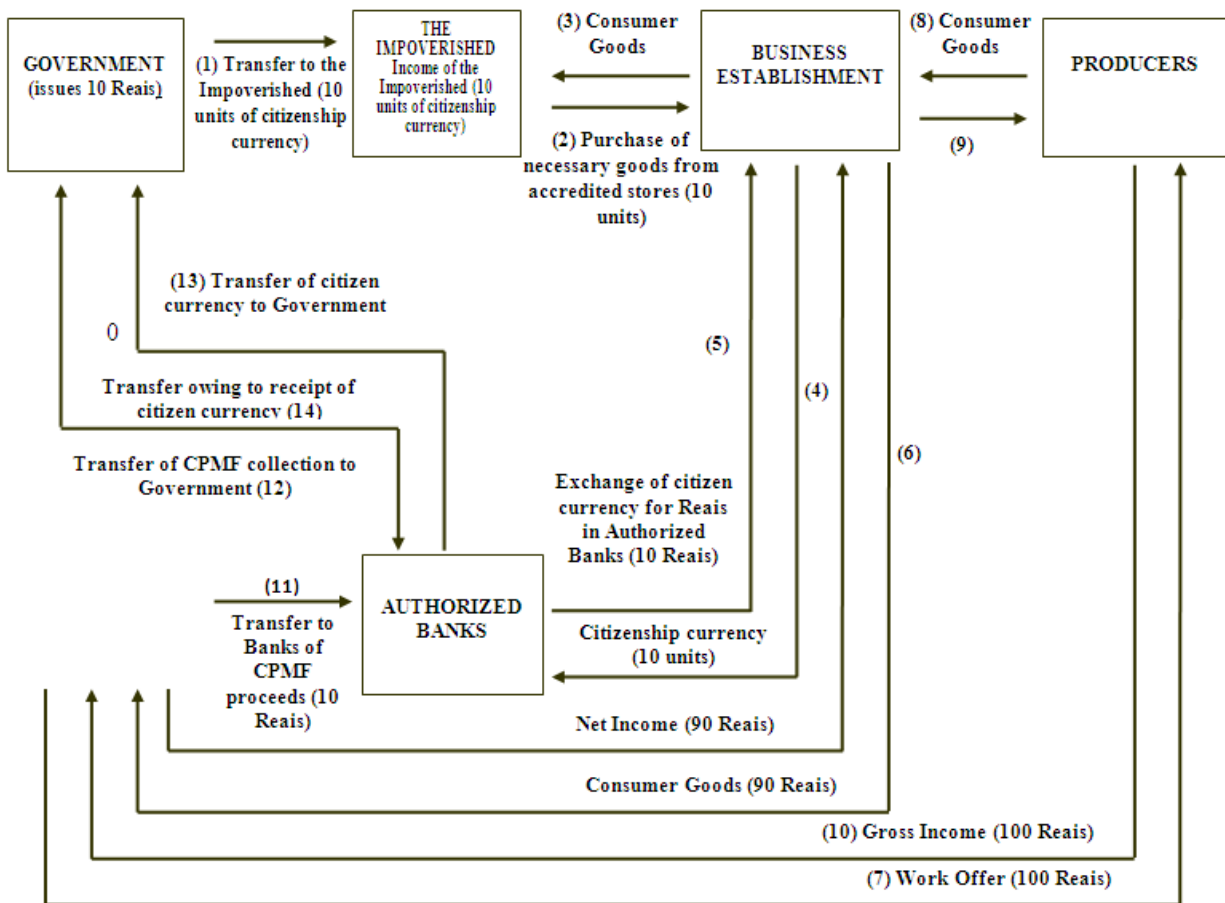 GOVERNMENT
(issues 10 Reais)
(1) Transfer to the
Impoverished (10
units of citizenship
currency)
THE
IMPOVERISHED
Income of the
Impoverished (10
units of citizenship
currency)
(3) Consumer
Goods
(2) Purchase of
necessary goods from
accredited stores (10
units)
BUSINESS
ESTABLISHMENT
(8) Consumer
Goods
(9)
PRODUCERS
(13) Transfer of citizen
currency to Government
()
Transfer owing to receipt of
citizen currency (14)
Transfer of CPMF collection to
Government (12)
(5)
(4)
(6)
Exchange of citizen
currency for Reais
in Authorized
Banks (10 Reais)
(11)
Transfer to
Banks of
CPMF
proceeds (10
Reais)
AUTHORIZED
BANKS
Citizenship currency
(10 units)
Net Income (90 Reais)
Consumer Goods (90 Reais)
(10) Gross Income (100 Reais)
(7) Work Offer (100 Reais)